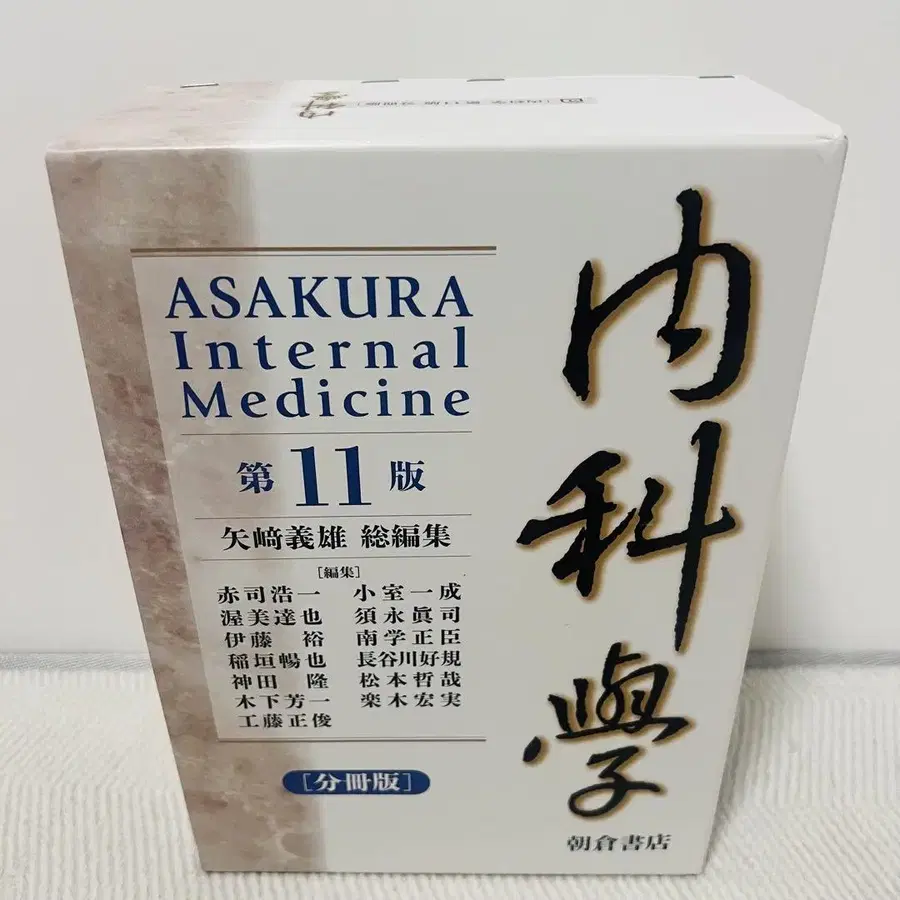 内科學
ASAKURA
Internal
Medicine
第11版
矢﨑義雄 総編集
[編集]
赤司浩一 小室一成
渥美達也 須永眞司
伊藤 裕 南学正臣
稲垣暢也 長谷川好規
神田 隆 松本哲哉
木下芳一 楽木宏実
工藤正俊
[分冊版]
朝倉書店
内科學